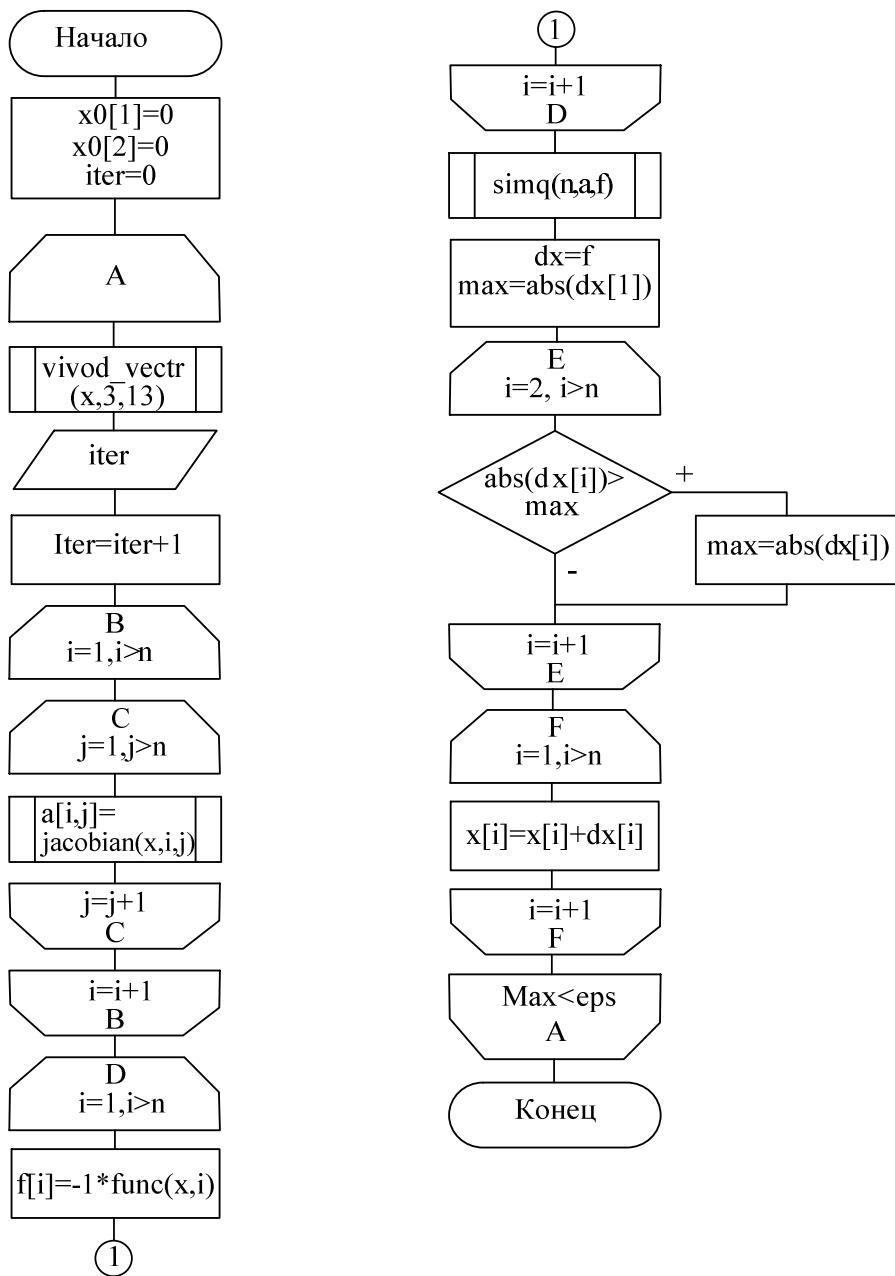 Начало
x0[1]=0
x0[2]=0
iter=0
A
vivod_vectr
(x,3,13)
iter
Iter=iter+1
B
i=1,i>n
C
j=1,j>n
a[i,j]=
jacobian(x,i,j)
j=j+1
C
i=i+1
B
D
i=1,i>n
f[i]=-1*func(x,i)
1
1
i=i+1
D
simq(n,a,f)
dx=f
max=abs(dx[1])
E
i=2, i>n
abs(dx[i])>
max
+
max=abs(dx[i])
-
i=i+1
E
F
i=1,i>n
x[i]=x[i]+dx[i]
i=i+1
F
Max<eps
A
Конец